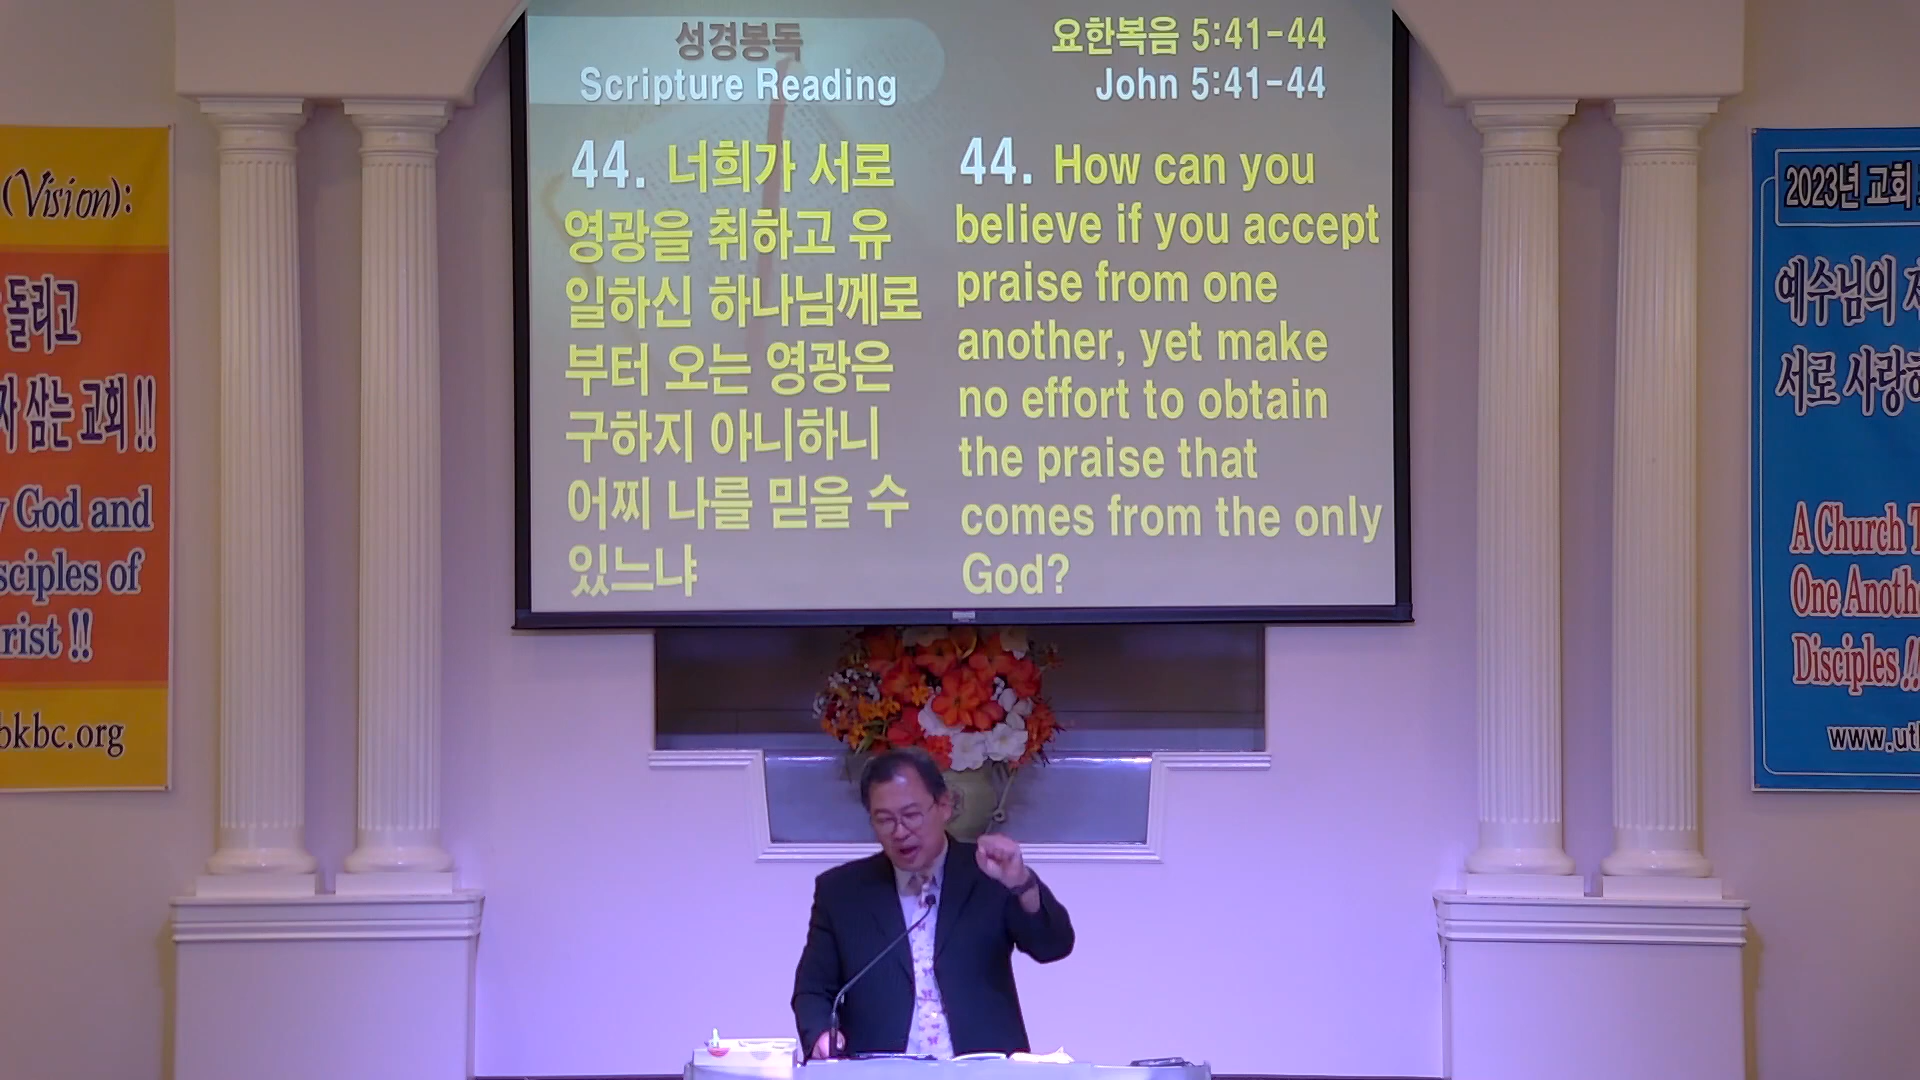 성경봉독
Scripture Reading
요한복음 5:41-44
John 5:41-44
44. 너희가 서로
영광을 취하고 유
일하신 하나님께로
부터 오는 영광은
구하지 아니하니
어찌 나를 믿을 수
있느냐
44. How can you
believe if you accept
praise from one
another, yet make
no effort to obtain
the praise that
comes from the only
God?
(Vision):
돌리고
삼는 교회 !!
God and
sciples of
rist !!
bkbc.org
2023년 교회
예수님의
서로 사랑하
A Church
One Anoth
Disciples !!
www.ut